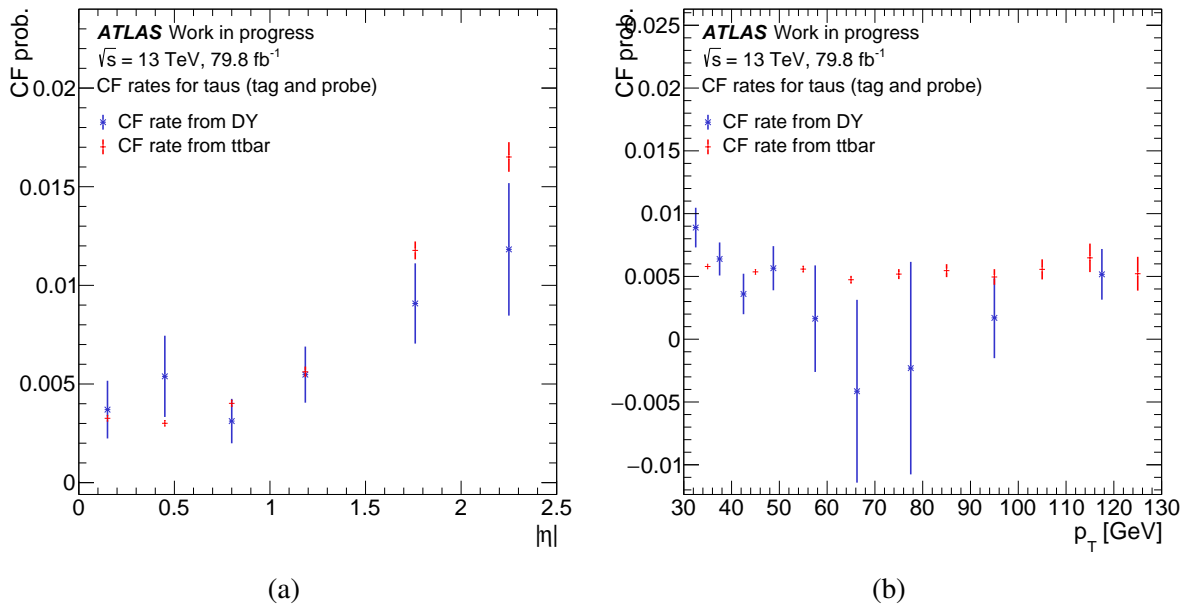 CF prob.
ATLAS Work in progress
√s = 13 TeV, 79.8 fb⁻¹
CF rates for taus (tag and probe)
CF rate from DY
CF rate from ttbar
0.02
0.015
0.01
0.005
0
0 0.5 1 1.5 2 2.5
|η|
(a)
CF prob.
ATLAS Work in progress
√s = 13 TeV, 79.8 fb⁻¹
CF rates for taus (tag and probe)
CF rate from DY
CF rate from ttbar
0.025
0.02
0.015
0.01
0.005
0
−0.005
−0.01
30 40 50 60 70 80 90 100 110 120 130
p_T [GeV]
(b)